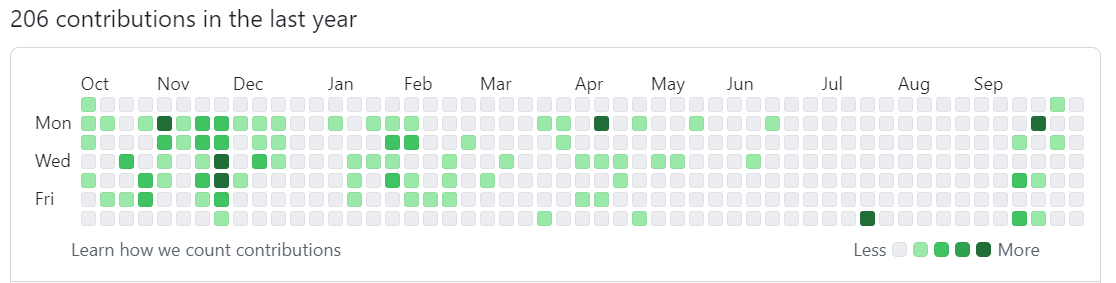 206 contributions in the last year
Oct Nov Dec Jan Feb Mar Apr May Jun Jul Aug Sep
Mon
Wed
Fri
Learn how we count contributions Less More